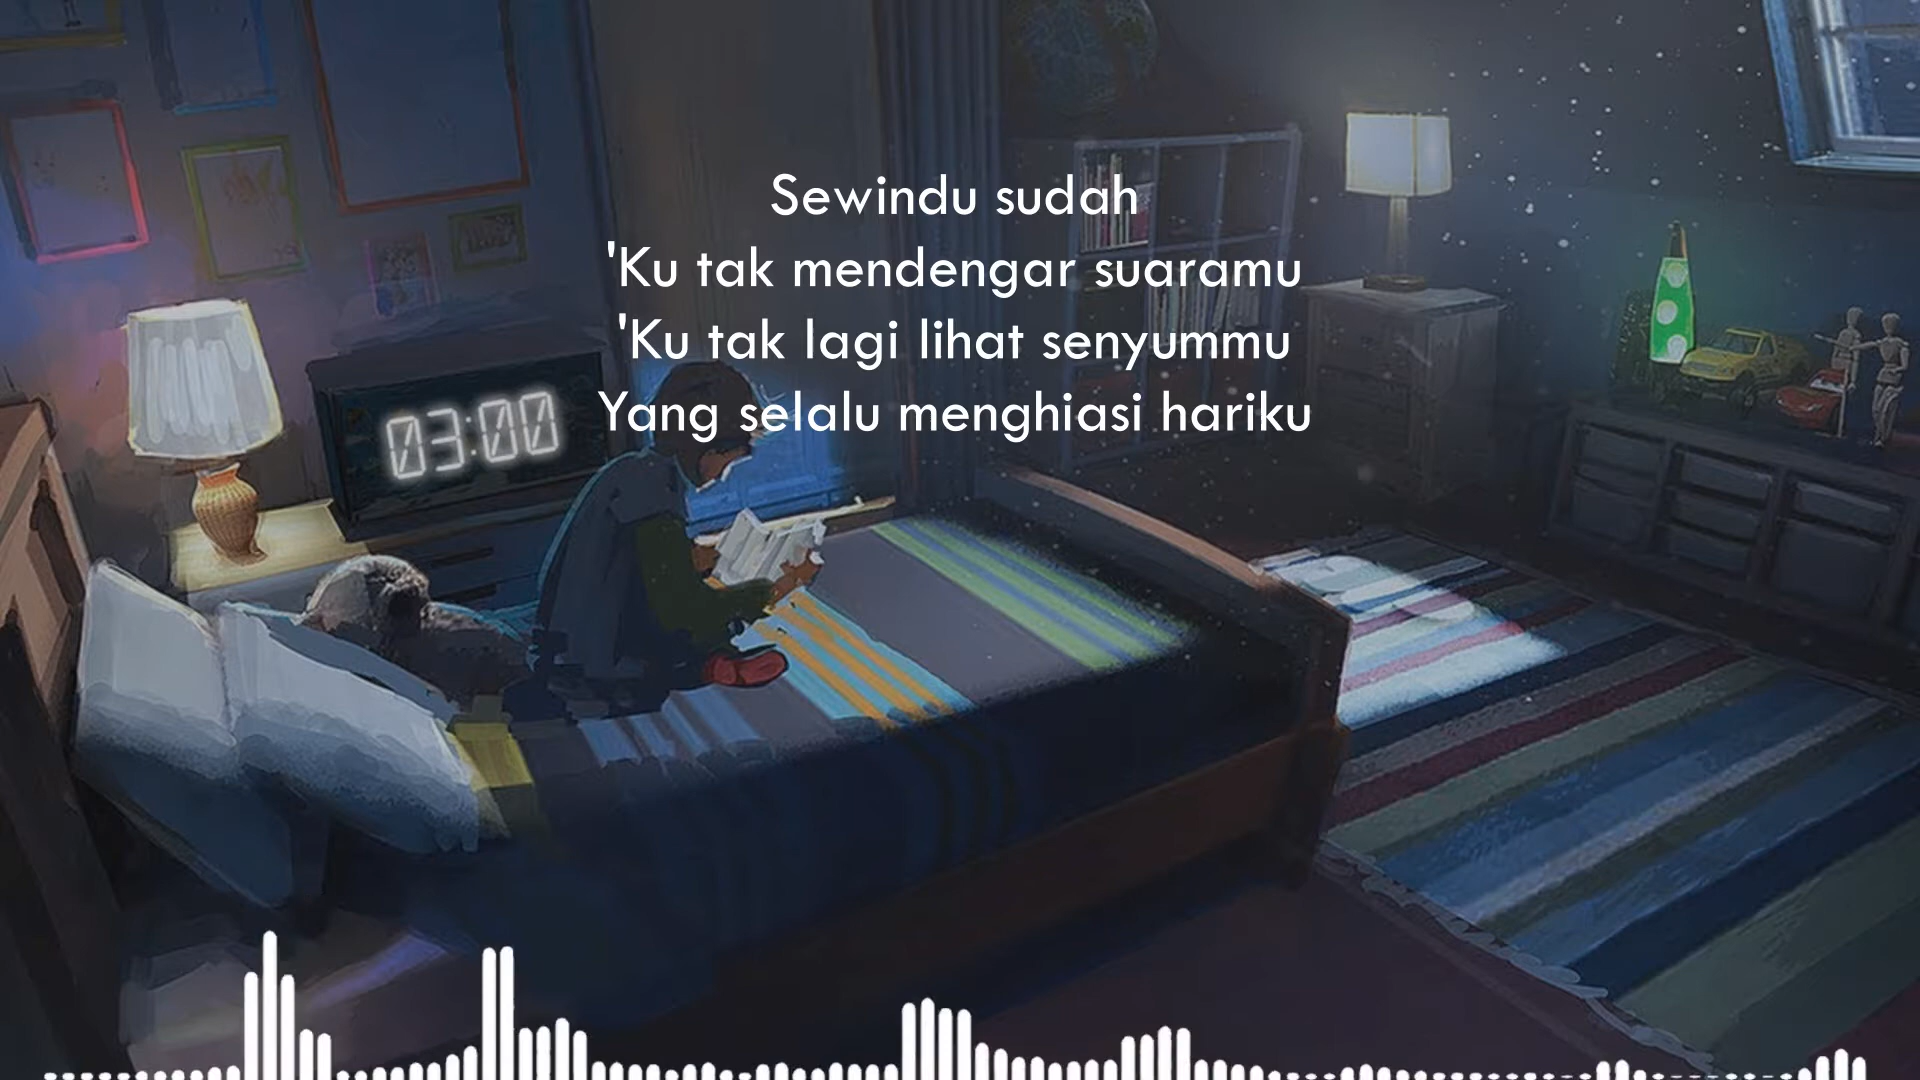 Sewindu sudah
'Ku tak mendengar suaramu
'Ku tak lagi lihat senyummu
Yang selalu menghiasi hariku
03:00